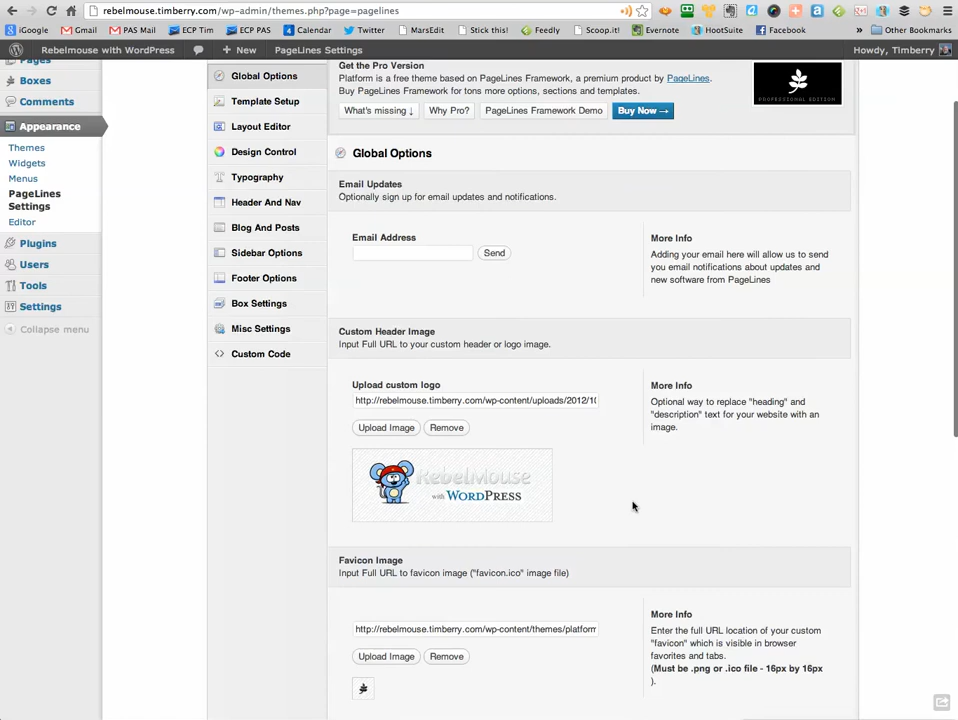 rebelmouse.timberry.com/wp-admin/themes.php?page=pagelines
iGoogle Gmail PAS Mail ECP Tim ECP PAS Calendar Twitter MarsEdit Stick this! Feedly Scoop.it! Evernote HootSuite Facebook » Other Bookmarks
Rebelmouse with WordPress + New PageLines Settings Howdy, Timberry
Pages
Boxes
Comments
Appearance
Themes
Widgets
Menus
PageLines
Settings
Editor
Plugins
Users
Tools
Settings
Collapse menu
Global Options
Template Setup
Layout Editor
Design Control
Typography
Header And Nav
Blog And Posts
Sidebar Options
Footer Options
Box Settings
Misc Settings
Custom Code
Get the Pro Version
Platform is a free theme based on PageLines Framework, a premium product by PageLines.
Buy PageLines Framework for tons more options, sections and templates.
What's missing ↓ Why Pro? PageLines Framework Demo Buy Now →
PROFESSIONAL EDITION
Global Options
Email Updates
Optionally sign up for email updates and notifications.
Email Address
Send
More Info
Adding your email here will allow us to send
you email notifications about updates and
new software from PageLines
Custom Header Image
Input Full URL to your custom header or logo image.
Upload custom logo
http://rebelmouse.timberry.com/wp-content/uploads/2012/10
Upload Image Remove
RebelMouse
with WORDPRESS
More Info
Optional way to replace "heading" and
"description" text for your website with an
image.
Favicon Image
Input Full URL to favicon image ("favicon.ico" image file)
http://rebelmouse.timberry.com/wp-content/themes/platform
Upload Image Remove
More Info
Enter the full URL location of your custom
"favicon" which is visible in browser
favorites and tabs.
(Must be .png or .ico file - 16px by 16px
).